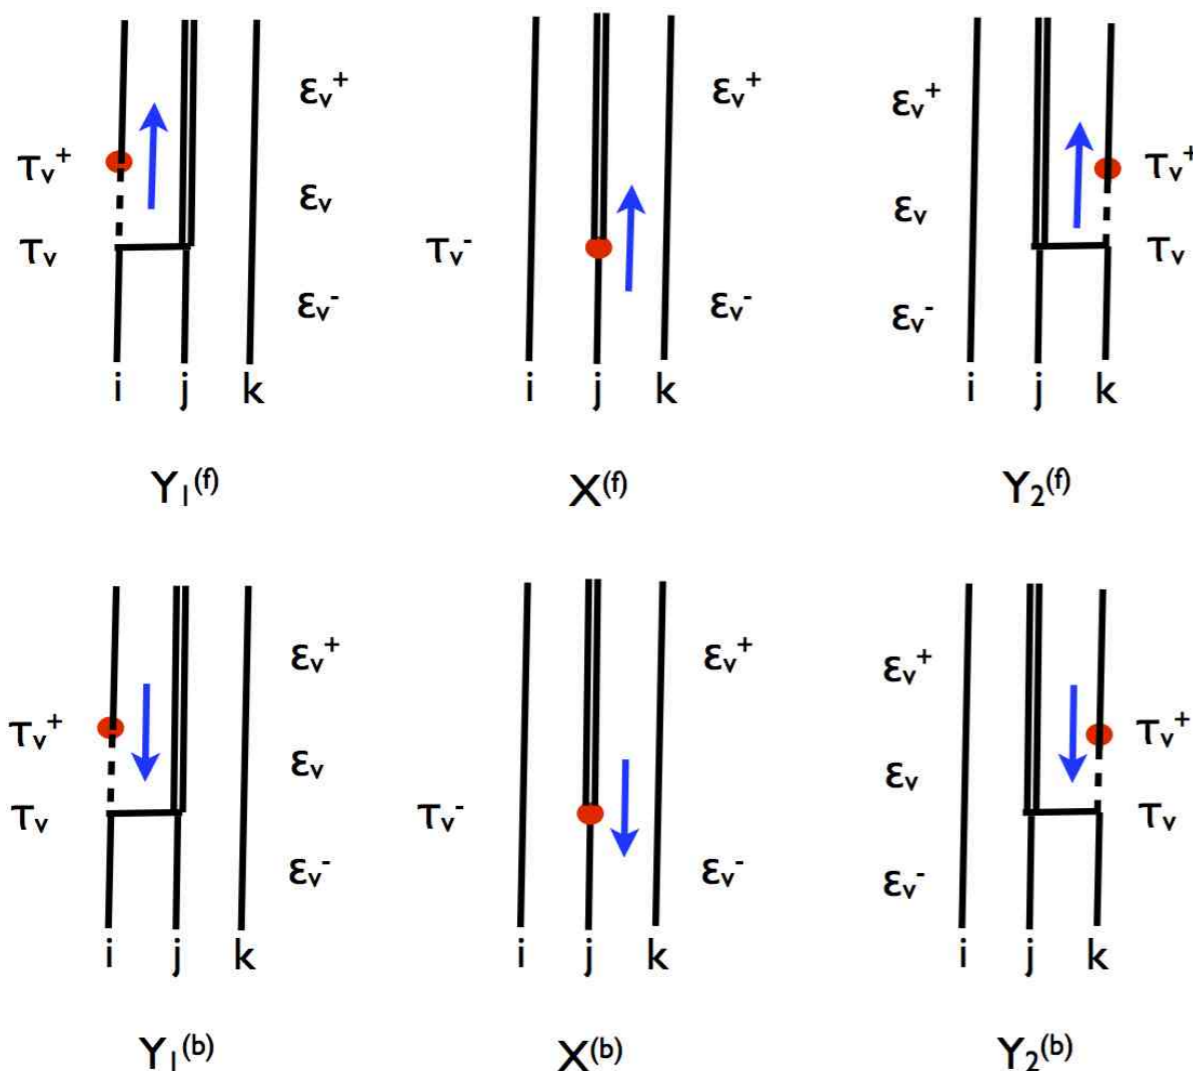 εᵥ⁺ εᵥ⁺ εᵥ⁺
τᵥ⁺ εᵥ εᵥ τᵥ⁺
τᵥ τᵥ⁻ τᵥ
εᵥ⁻ εᵥ⁻ εᵥ⁻
i j k i j k i j k
Y₁⁽ᶠ⁾ X⁽ᶠ⁾ Y₂⁽ᶠ⁾
εᵥ⁺ εᵥ⁺ εᵥ⁺
τᵥ⁺ εᵥ εᵥ τᵥ⁺
τᵥ τᵥ⁻ τᵥ
εᵥ⁻ εᵥ⁻ εᵥ⁻
i j k i j k i j k
Y₁⁽ᵇ⁾ X⁽ᵇ⁾ Y₂⁽ᵇ⁾